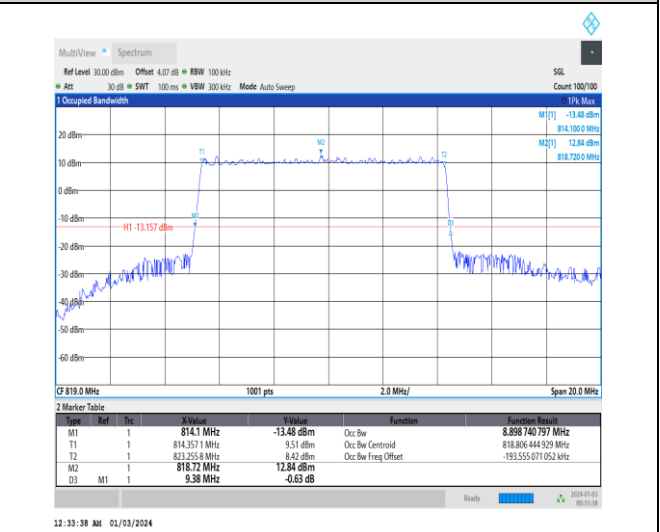 MultiView Spectrum
Ref Level 30.00 dBm Offset 4.07 dB RBW 100 kHz SGL
Att 30 dB SWT 100 ms VBW 300 kHz Mode Auto Sweep Count 100/100
1 Occupied Bandwidth 1Pk Max
M1[1] -13.48 dBm
814.100 0 MHz
M2[1] 12.84 dBm
818.720 0 MHz
20 dBm
M2
T1
T2
10 dBm
0 dBm
M1
-10 dBm
H1 -13.157 dBm
D3
-20 dBm
-30 dBm
-40 dBm
-50 dBm
-60 dBm
CF 819.0 MHz 1001 pts 2.0 MHz/ Span 20.0 MHz
2 Marker Table
Type Ref Trc X-Value Y-Value Function Function Result
M1 1 814.1 MHz -13.48 dBm Occ Bw 8.898 740 797 MHz
T1 1 814.357 1 MHz 9.51 dBm Occ Bw Centroid 818.806 444 929 MHz
T2 1 823.255 8 MHz 8.42 dBm Occ Bw Freq Offset -193.555 071 052 kHz
M2 1 818.72 MHz 12.84 dBm
D3 M1 1 9.38 MHz -0.63 dB
Ready 2024-01-03
00:33:38
12:33:38 AM 01/03/2024